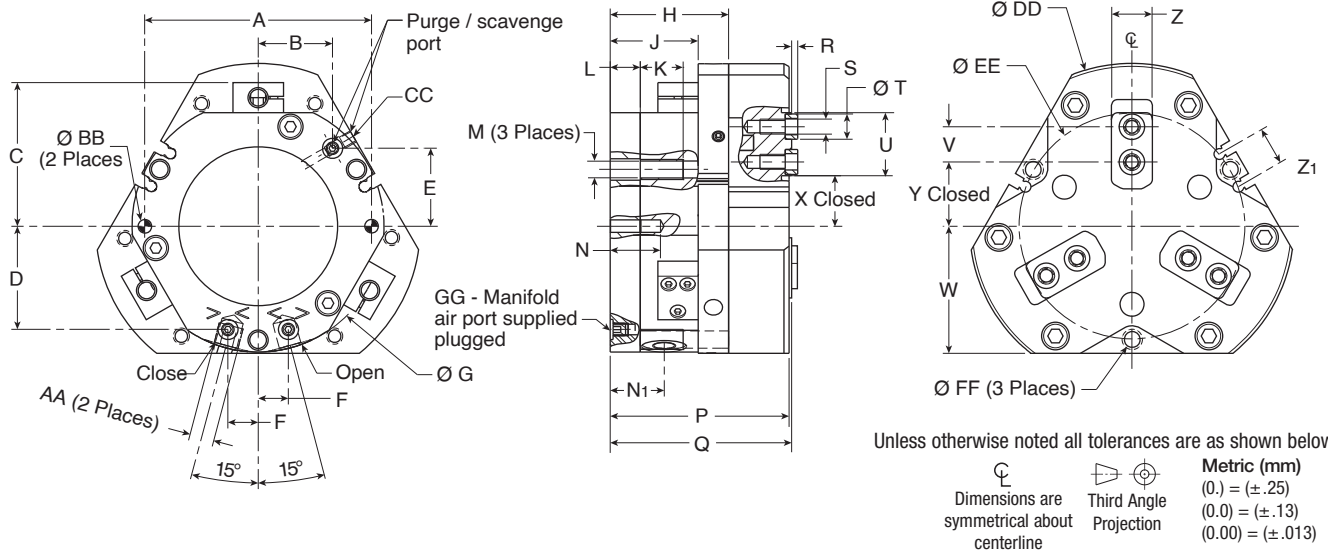 A
B
Purge / scavenge
port
CC
Ø BB
(2 Places
C
D
E
> <
< >
Close
Open
Ø G
AA (2 Places)
F
F
15°
15°
H
J
L
K
R
S
Ø T
U
M (3 Places)
X Closed
N
GG - Manifold
air port supplied
plugged
N1
P
Q
Ø DD
Z
℄
Ø EE
V
Z1
Y Closed
W
Ø FF (3 Places)
Unless otherwise noted all tolerances are as shown below
℄
Dimensions are
symmetrical about
centerline
Third Angle
Projection
Metric (mm)
(0.) = (±.25)
(0.0) = (±.13)
(0.00) = (±.013)